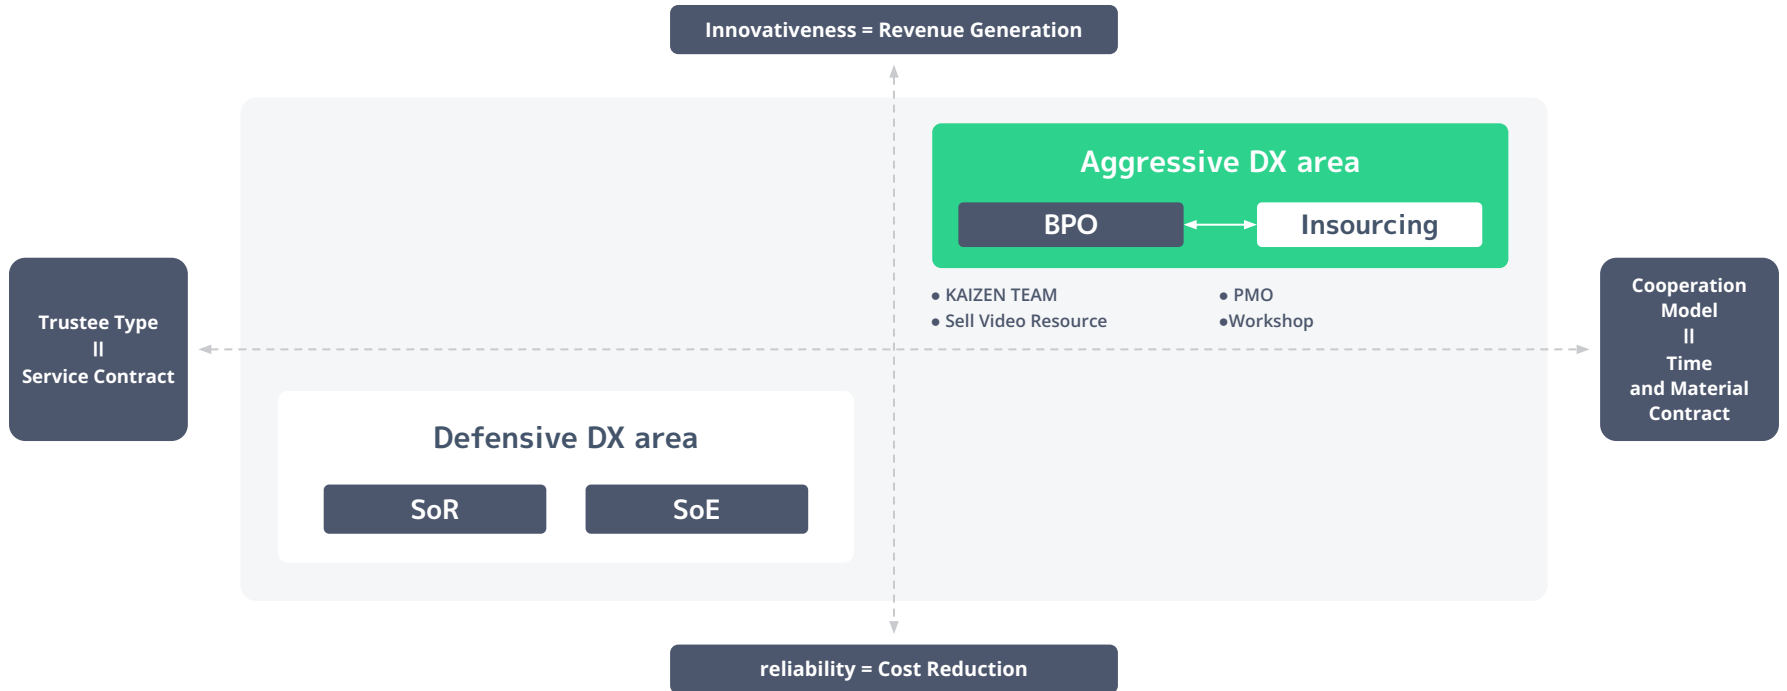 Innovativeness = Revenue Generation
Aggressive DX area
BPO
Insourcing
● KAIZEN TEAM
● Sell Video Resource
● PMO
●Workshop
Trustee Type
II
Service Contract
Cooperation
Model
II
Time
and Material
Contract
Defensive DX area
SoR
SoE
reliability = Cost Reduction